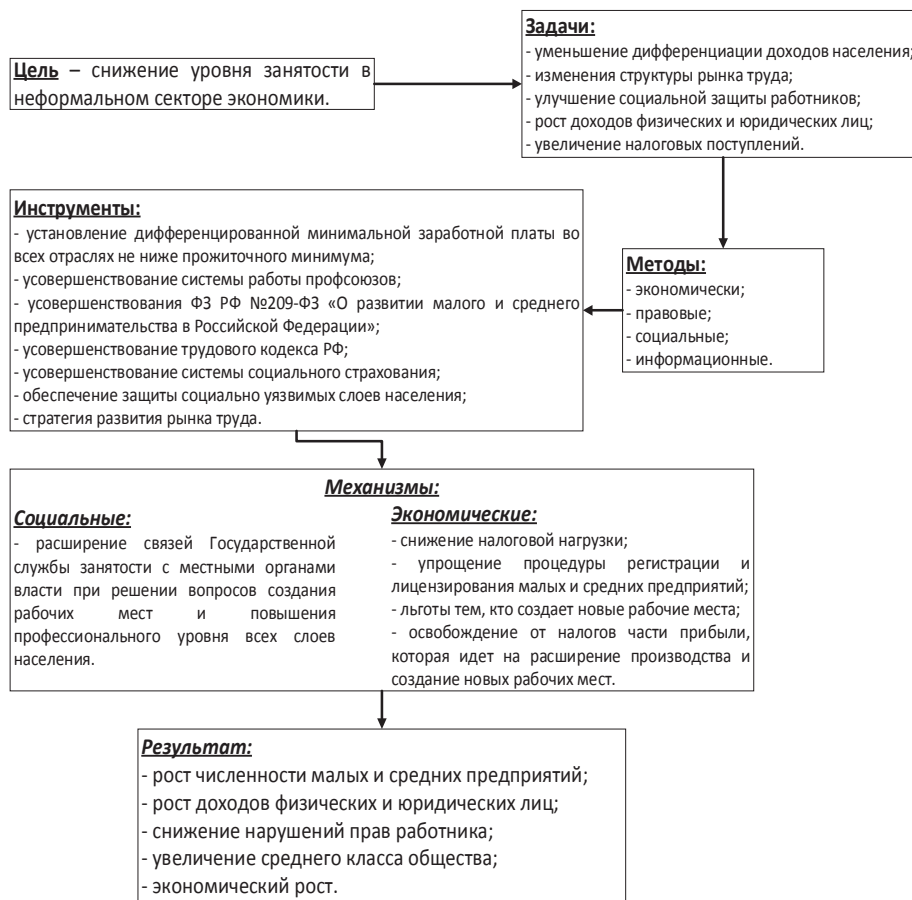 Цель – снижение уровня занятости в
неформальном секторе экономики.
Задачи:
- уменьшение дифференциации доходов населения;
- изменения структуры рынка труда;
- улучшение социальной защиты работников;
- рост доходов физических и юридических лиц;
- увеличение налоговых поступлений.
Методы:
- экономически;
- правовые;
- социальные;
- информационные.
Инструменты:
- установление дифференцированной минимальной заработной платы во
всех отраслях не ниже прожиточного минимума;
- усовершенствование системы работы профсоюзов;
- усовершенствования ФЗ РФ №209-ФЗ «О развитии малого и среднего
предпринимательства в Российской Федерации»;
- усовершенствование трудового кодекса РФ;
- усовершенствование системы социального страхования;
- обеспечение защиты социально уязвимых слоев населения;
- стратегия развития рынка труда.
Механизмы:
Социальные:
- расширение связей Государственной
службы занятости с местными органами
власти при решении вопросов создания
рабочих мест и повышения
профессионального уровня всех слоев
населения.
Экономические:
- снижение налоговой нагрузки;
- упрощение процедуры регистрации и
лицензирования малых и средних предприятий;
- льготы тем, кто создает новые рабочие места;
- освобождение от налогов части прибыли,
которая идет на расширение производства и
создание новых рабочих мест.
Результат:
- рост численности малых и средних предприятий;
- рост доходов физических и юридических лиц;
- снижение нарушений прав работника;
- увеличение среднего класса общества;
- экономический рост.